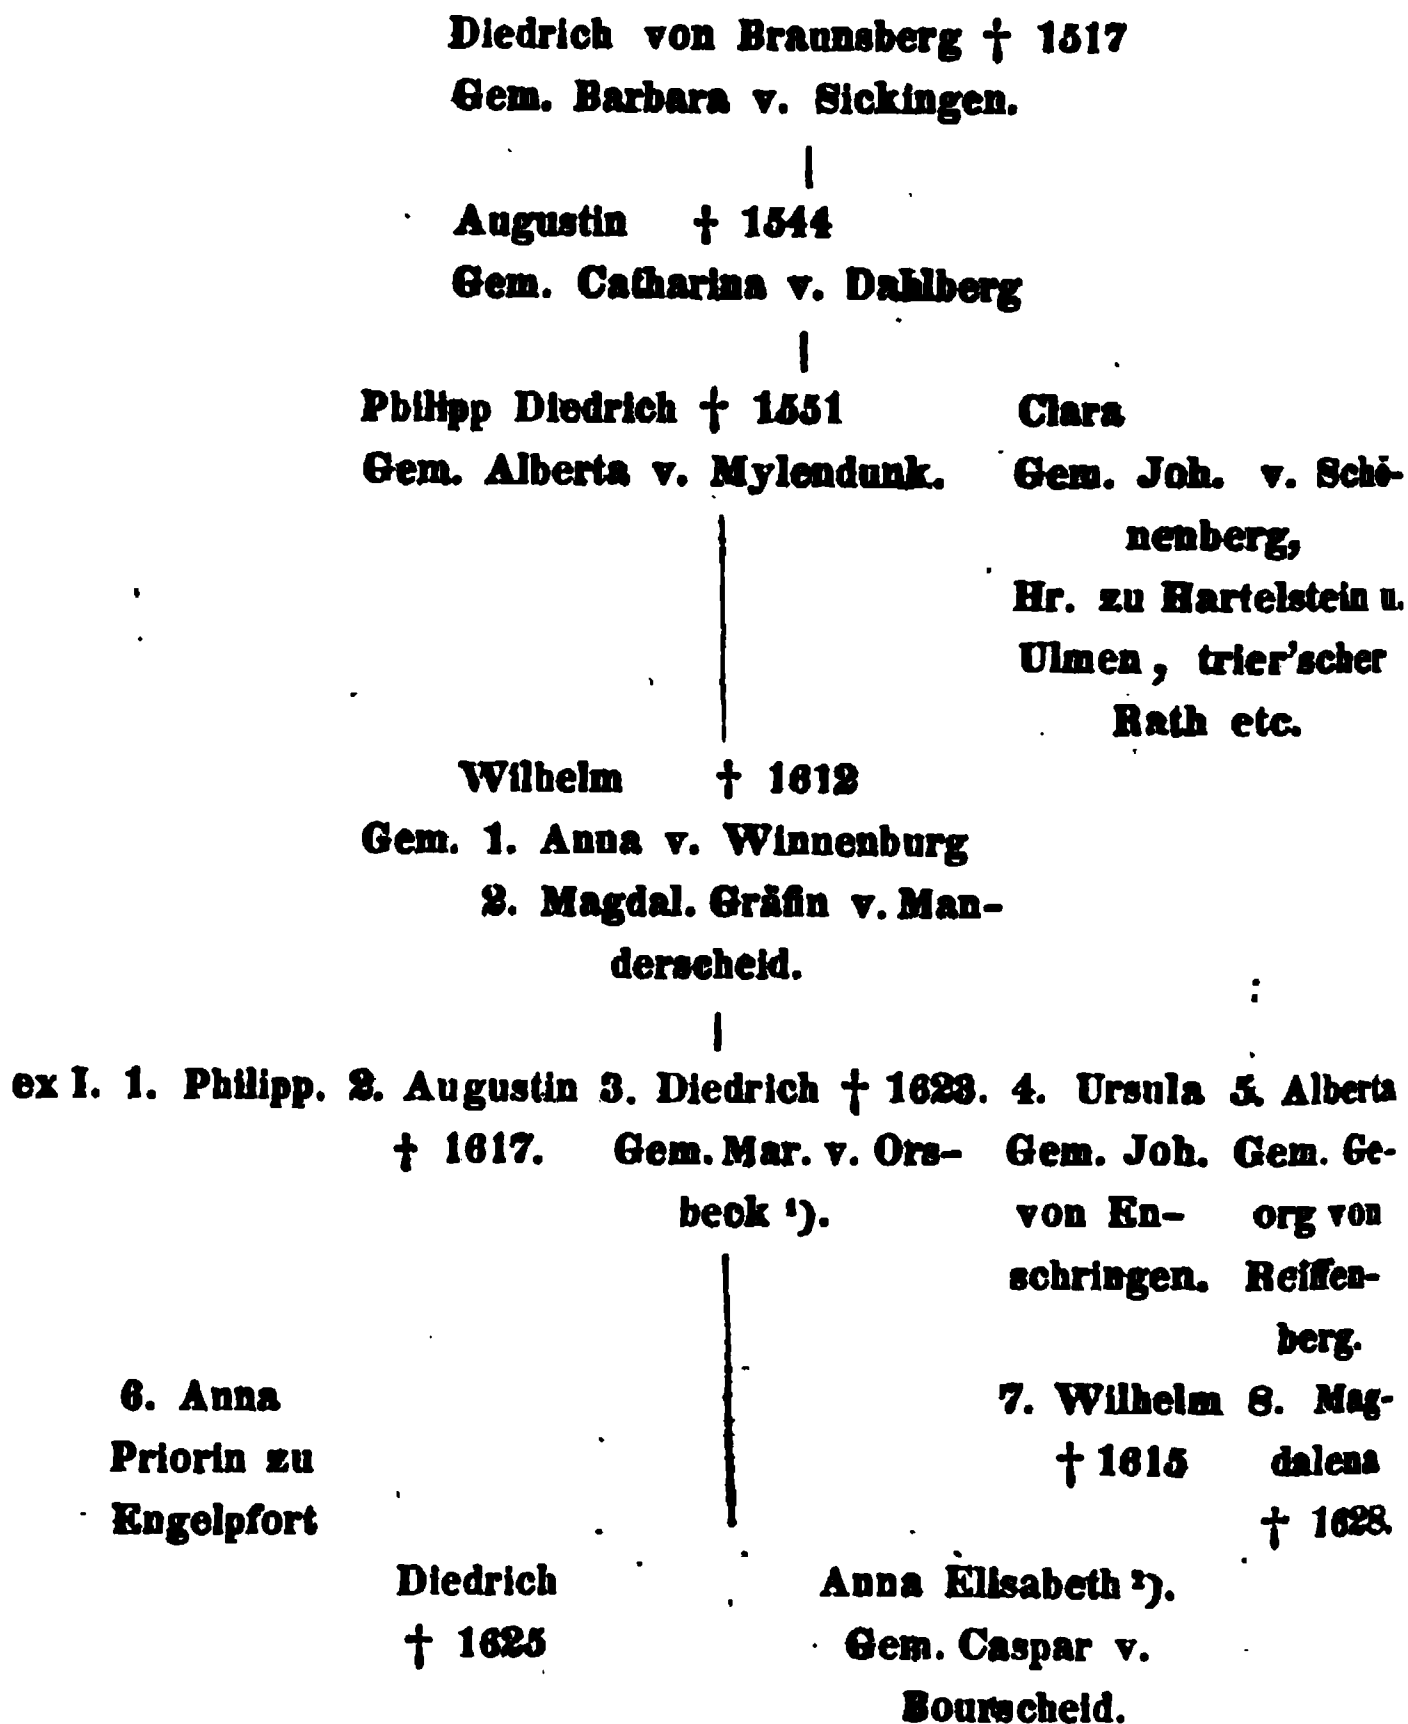 Diedrich von Braunsberg † 1517
Gem. Barbara v. Sickingen.
Augustin † 1544
Gem. Catharina v. Dahlberg
Philipp Diedrich † 1551
Gem. Alberta v. Mylendunk.
Clara
Gem. Joh. v. Schö-
nenberg,
Hr. zu Hartelstein u.
Ulmen, trier'scher
Rath etc.
Wilhelm † 1612
Gem. 1. Anna v. Winnenburg
2. Magdal. Gräfin v. Man-
derscheid.
ex I. 1. Philipp. 2. Augustin 3. Diedrich † 1623. 4. Ursula 5. Alberta
† 1617. Gem. Mar. v. Ors- Gem. Joh. Gem. Ge-
beck ¹). von En- org von
schringen. Reiffen-
berg.
6. Anna 7. Wilhelm 8. Mag-
Priorin zu † 1615 dalena
Engelpfort † 1628.
Diedrich Anna Elisabeth ²).
† 1625 Gem. Caspar v.
Bourscheid.